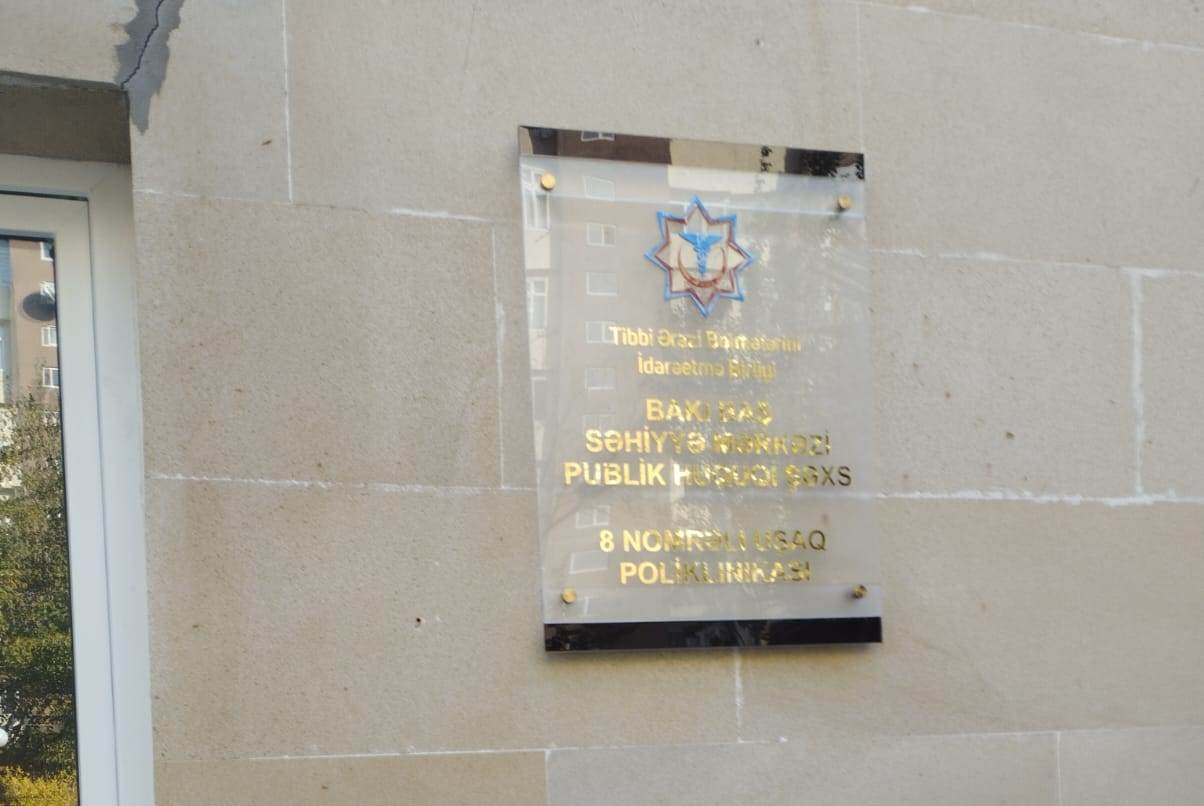 Tibbi Ərazi Bölmələrini
İdarəetmə Birliyi
BAKI BAŞ
SƏHİYYƏ MƏRKƏZİ
PUBLİK HÜQUQİ ŞƏXS
8 NÖMRƏLİ UŞAQ
POLİKLİNİKASI